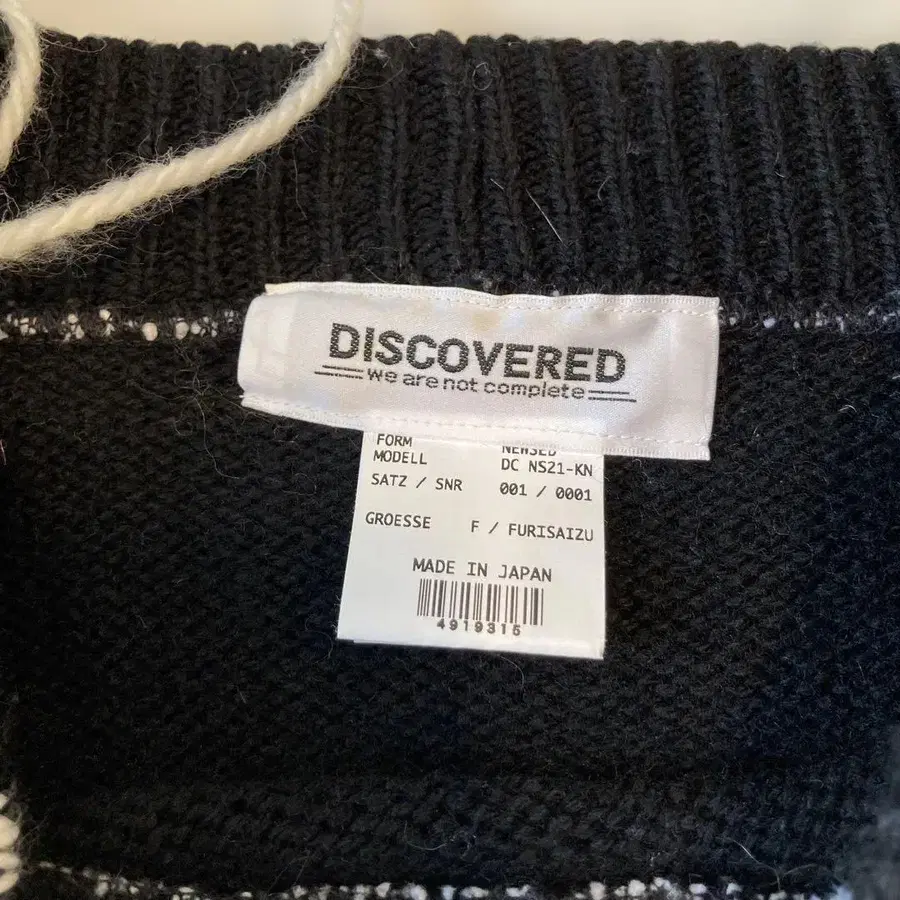 DISCOVERED
we are not complete
FORM NEWSED
MODELL DC NS21-KN
SATZ / SNR 001 / 0001
GROESSE F / FURISAIZU
MADE IN JAPAN
4919315